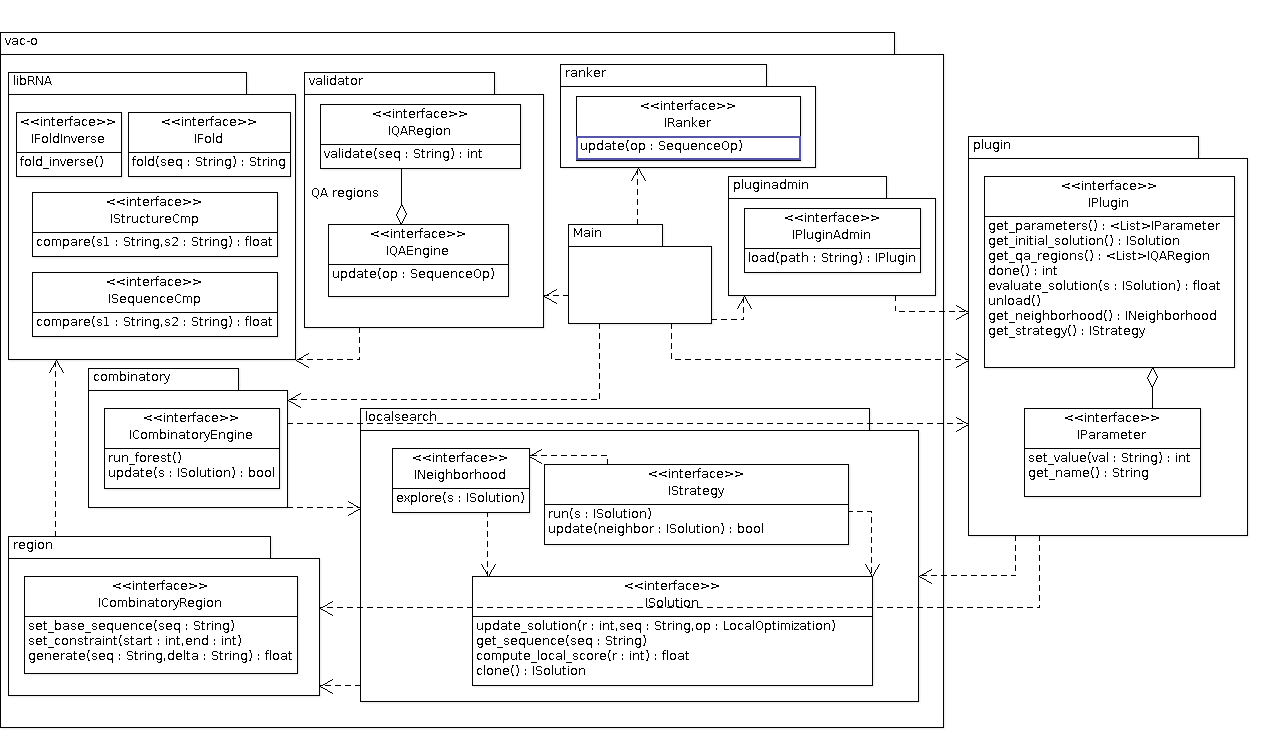 vac-o
libRNA
<<interface>>
IFoldInverse
fold_inverse()
<<interface>>
IFold
fold(seq : String) : String
<<interface>>
IStructureCmp
compare(s1 : String,s2 : String) : float
<<interface>>
ISequenceCmp
compare(s1 : String,s2 : String) : float
validator
<<interface>>
IQARegion
validate(seq : String) : int
QA regions
<<interface>>
IQAEngine
update(op : SequenceOp)
ranker
<<interface>>
IRanker
update(op : SequenceOp)
pluginadmin
<<interface>>
IPluginAdmin
load(path : String) : IPlugin
Main
plugin
<<interface>>
IPlugin
get_parameters() : <List>IParameter
get_initial_solution() : ISolution
get_qa_regions() : <List>IQARegion
done() : int
evaluate_solution(s : ISolution) : float
unload()
get_neighborhood() : INeighborhood
get_strategy() : IStrategy
<<interface>>
IParameter
set_value(val : String) : int
get_name() : String
combinatory
<<interface>>
ICombinatoryEngine
run_forest()
update(s : ISolution) : bool
localsearch
<<interface>>
INeighborhood
explore(s : ISolution)
<<interface>>
IStrategy
run(s : ISolution)
update(neighbor : ISolution) : bool
<<interface>>
ISolution
update_solution(r : int,seq : String,op : LocalOptimization)
get_sequence(seq : String)
compute_local_score(r : int) : float
clone() : ISolution
region
<<interface>>
ICombinatoryRegion
set_base_sequence(seq : String)
set_constraint(start : int,end : int)
generate(seq : String,delta : String) : float